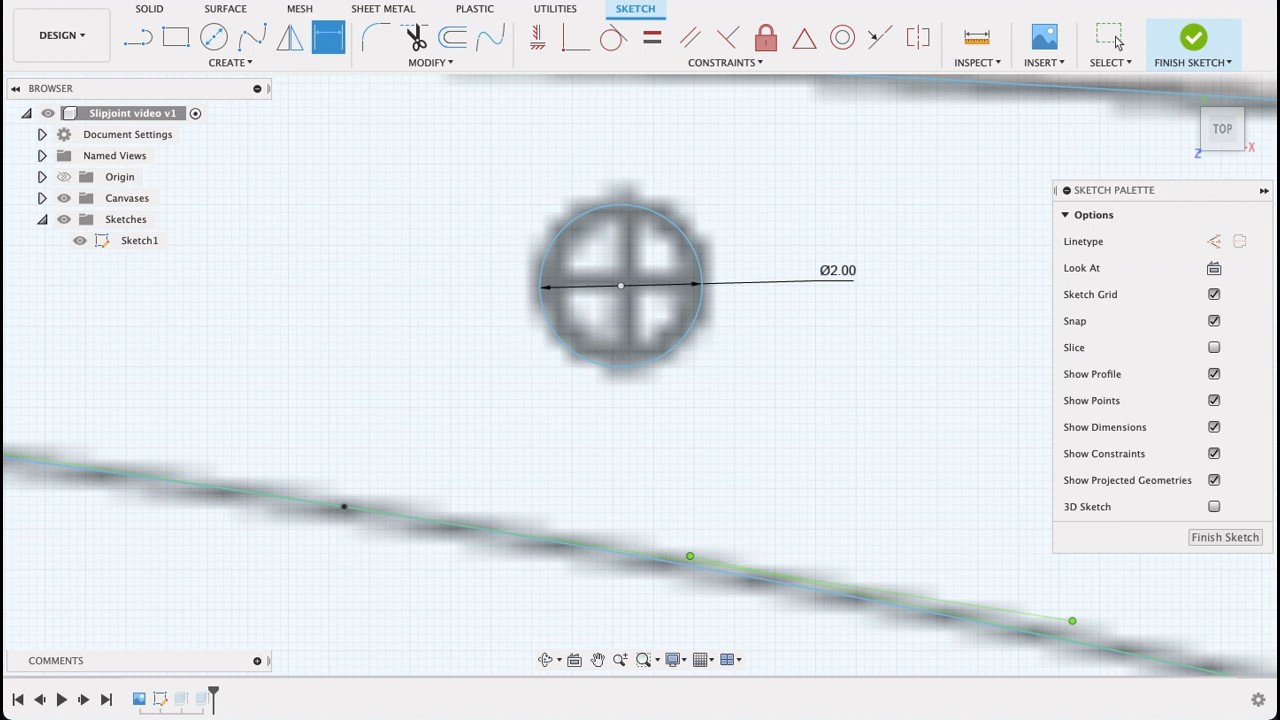 SOLID SURFACE MESH SHEET METAL PLASTIC UTILITIES SKETCH
DESIGN
CREATE MODIFY CONSTRAINTS INSPECT INSERT SELECT FINISH SKETCH
BROWSER
Slipjoint video v1
Document Settings
Named Views
Origin
Canvases
Sketches
Sketch1
TOP
Z
X
Ø2.00
SKETCH PALETTE
Options
Linetype
Look At
Sketch Grid
Snap
Slice
Show Profile
Show Points
Show Dimensions
Show Constraints
Show Projected Geometries
3D Sketch
Finish Sketch
COMMENTS